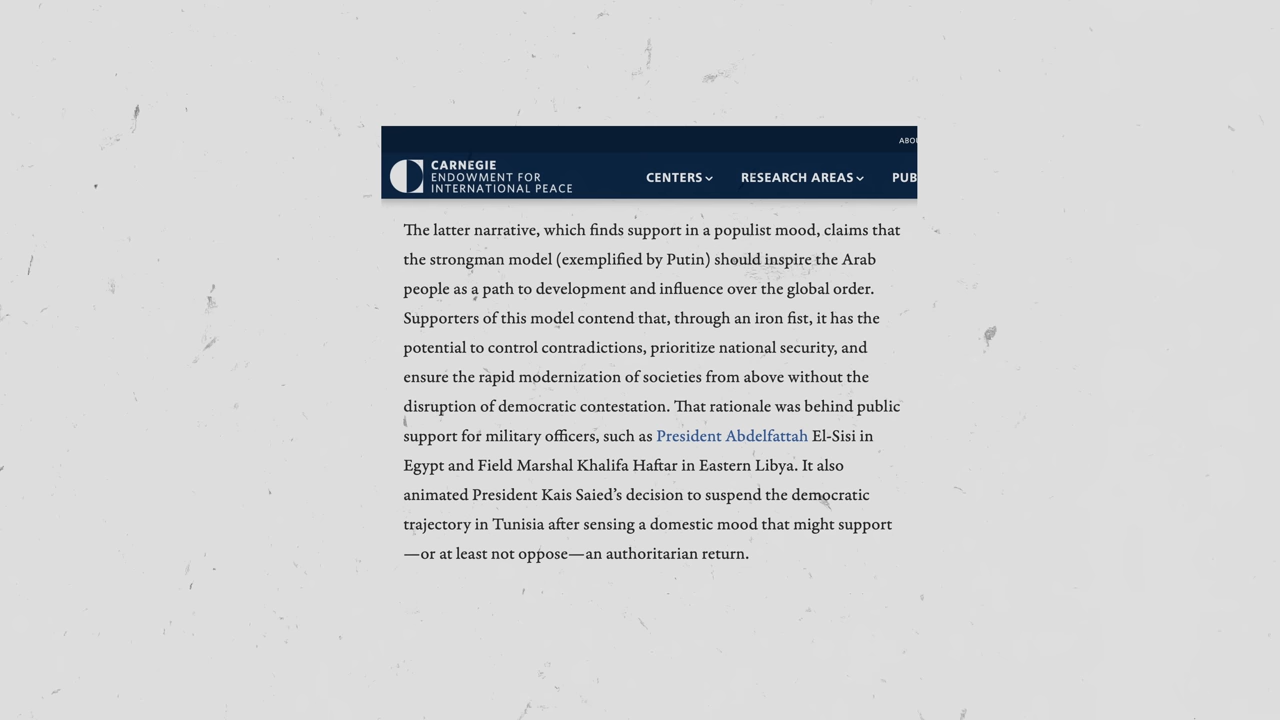 ABOU
CARNEGIE
ENDOWMENT FOR
INTERNATIONAL PEACE
CENTERS
RESEARCH AREAS
PUB
The latter narrative, which finds support in a populist mood, claims that
the strongman model (exemplified by Putin) should inspire the Arab
people as a path to development and influence over the global order.
Supporters of this model contend that, through an iron fist, it has the
potential to control contradictions, prioritize national security, and
ensure the rapid modernization of societies from above without the
disruption of democratic contestation. That rationale was behind public
support for military officers, such as President Abdelfattah El-Sisi in
Egypt and Field Marshal Khalifa Haftar in Eastern Libya. It also
animated President Kais Saied’s decision to suspend the democratic
trajectory in Tunisia after sensing a domestic mood that might support
—or at least not oppose—an authoritarian return.